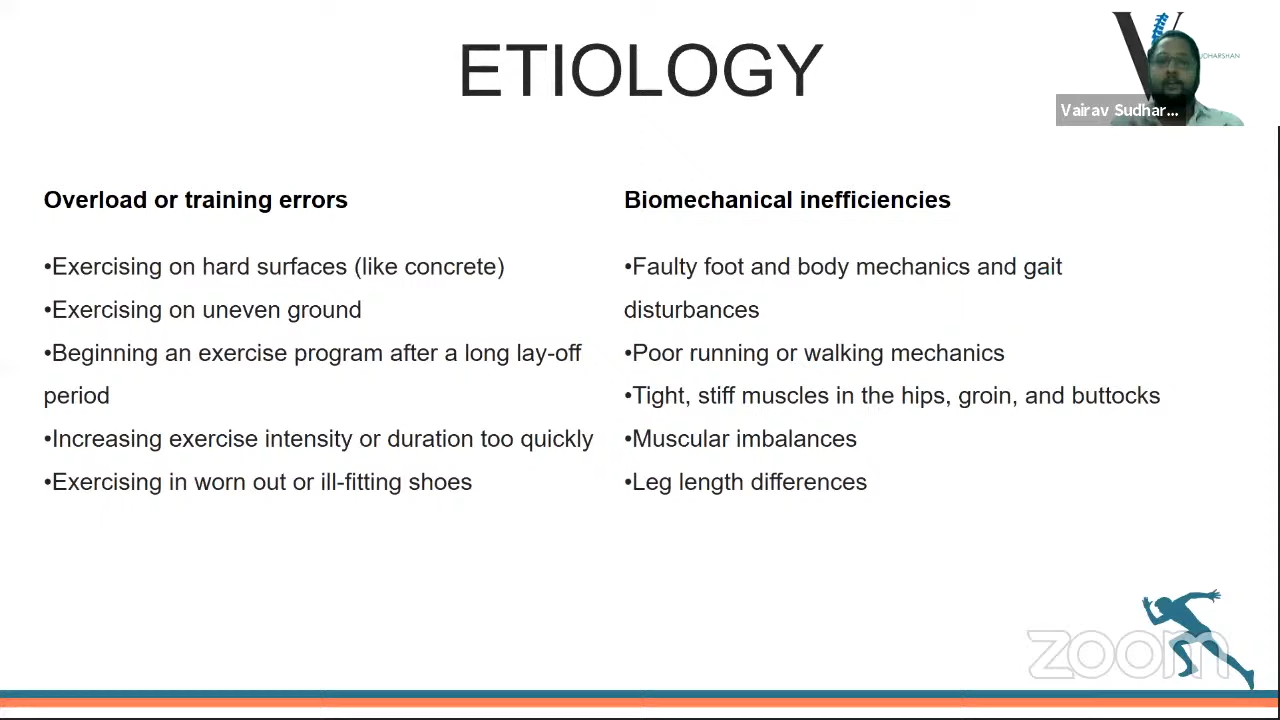 ETIOLOGY
UDHARSHAN
Vairav Sudhar...
Overload or training errors
•Exercising on hard surfaces (like concrete)
•Exercising on uneven ground
•Beginning an exercise program after a long lay-off
period
•Increasing exercise intensity or duration too quickly
•Exercising in worn out or ill-fitting shoes
Biomechanical inefficiencies
•Faulty foot and body mechanics and gait
disturbances
•Poor running or walking mechanics
•Tight, stiff muscles in the hips, groin, and buttocks
•Muscular imbalances
•Leg length differences
zoom